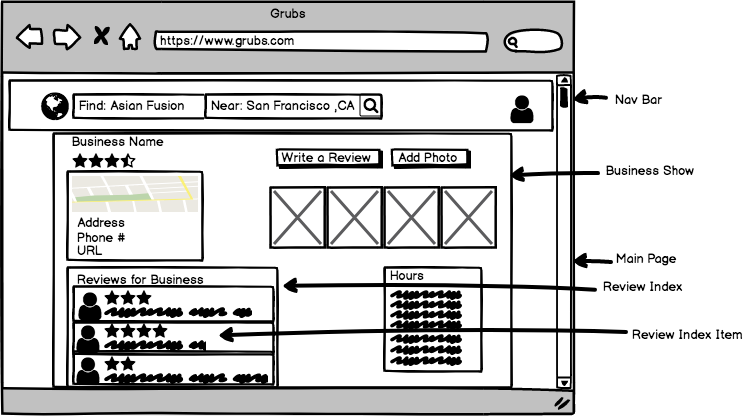 Grubs
https://www.grubs.com
Find: Asian Fusion
Near: San Francisco ,CA
Nav Bar
Business Name
Write a Review
Add Photo
Business Show
Address
Phone #
URL
Main Page
Reviews for Business
Hours
Review Index
Review Index Item